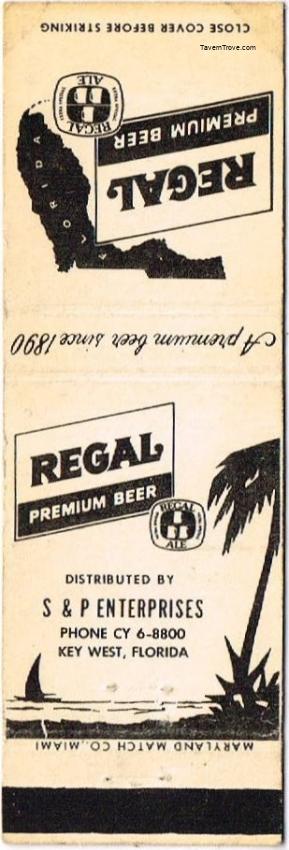 TavernTrove.com
CLOSE COVER BEFORE STRIKING
REGAL
ALE
FLORIDA
REGAL
PREMIUM BEER
A premium beer since 1890
REGAL
PREMIUM BEER
REGAL
ALE
DISTRIBUTED BY
S & P ENTERPRISES
PHONE CY 6-8800
KEY WEST, FLORIDA
MARYLAND MATCH CO., MIAMI